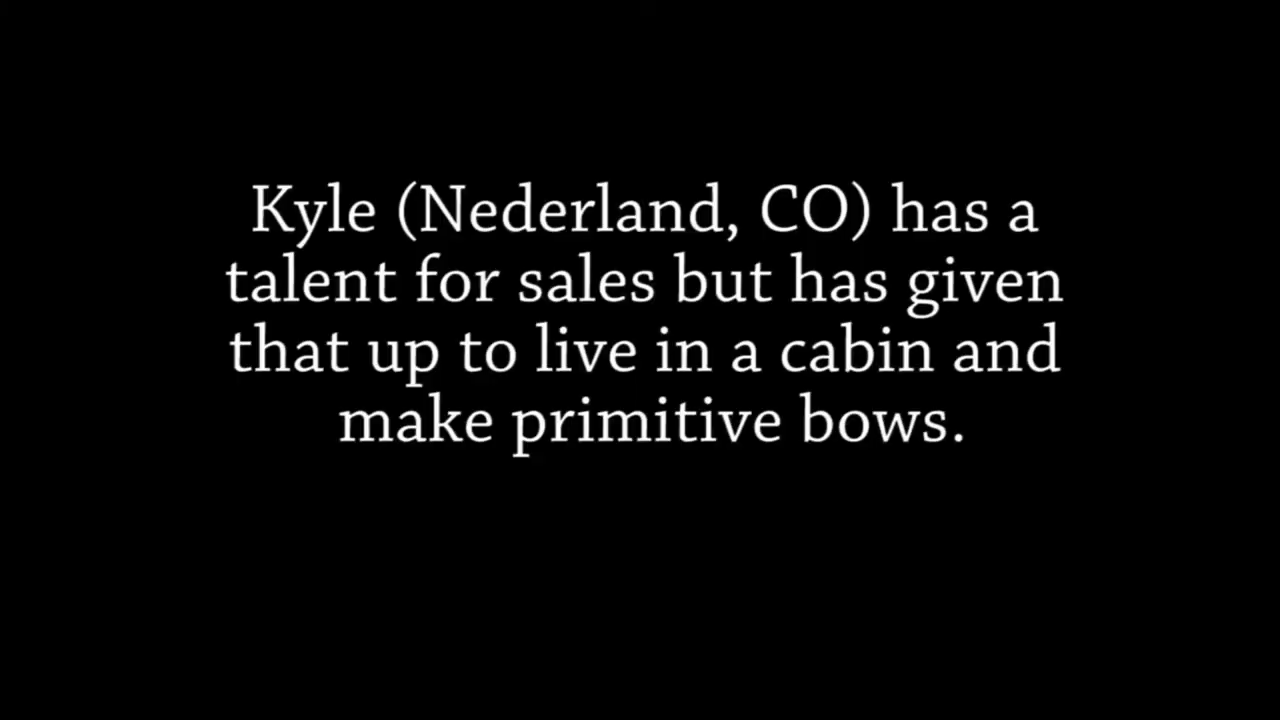 Kyle (Nederland, CO) has a
talent for sales but has given
that up to live in a cabin and
make primitive bows.